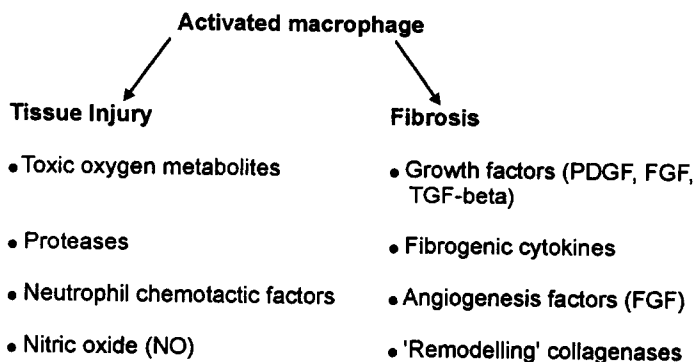 Activated macrophage
Tissue Injury
• Toxic oxygen metabolites
• Proteases
• Neutrophil chemotactic factors
• Nitric oxide (NO)
Fibrosis
• Growth factors (PDGF, FGF,
TGF-beta)
• Fibrogenic cytokines
• Angiogenesis factors (FGF)
• 'Remodelling' collagenases